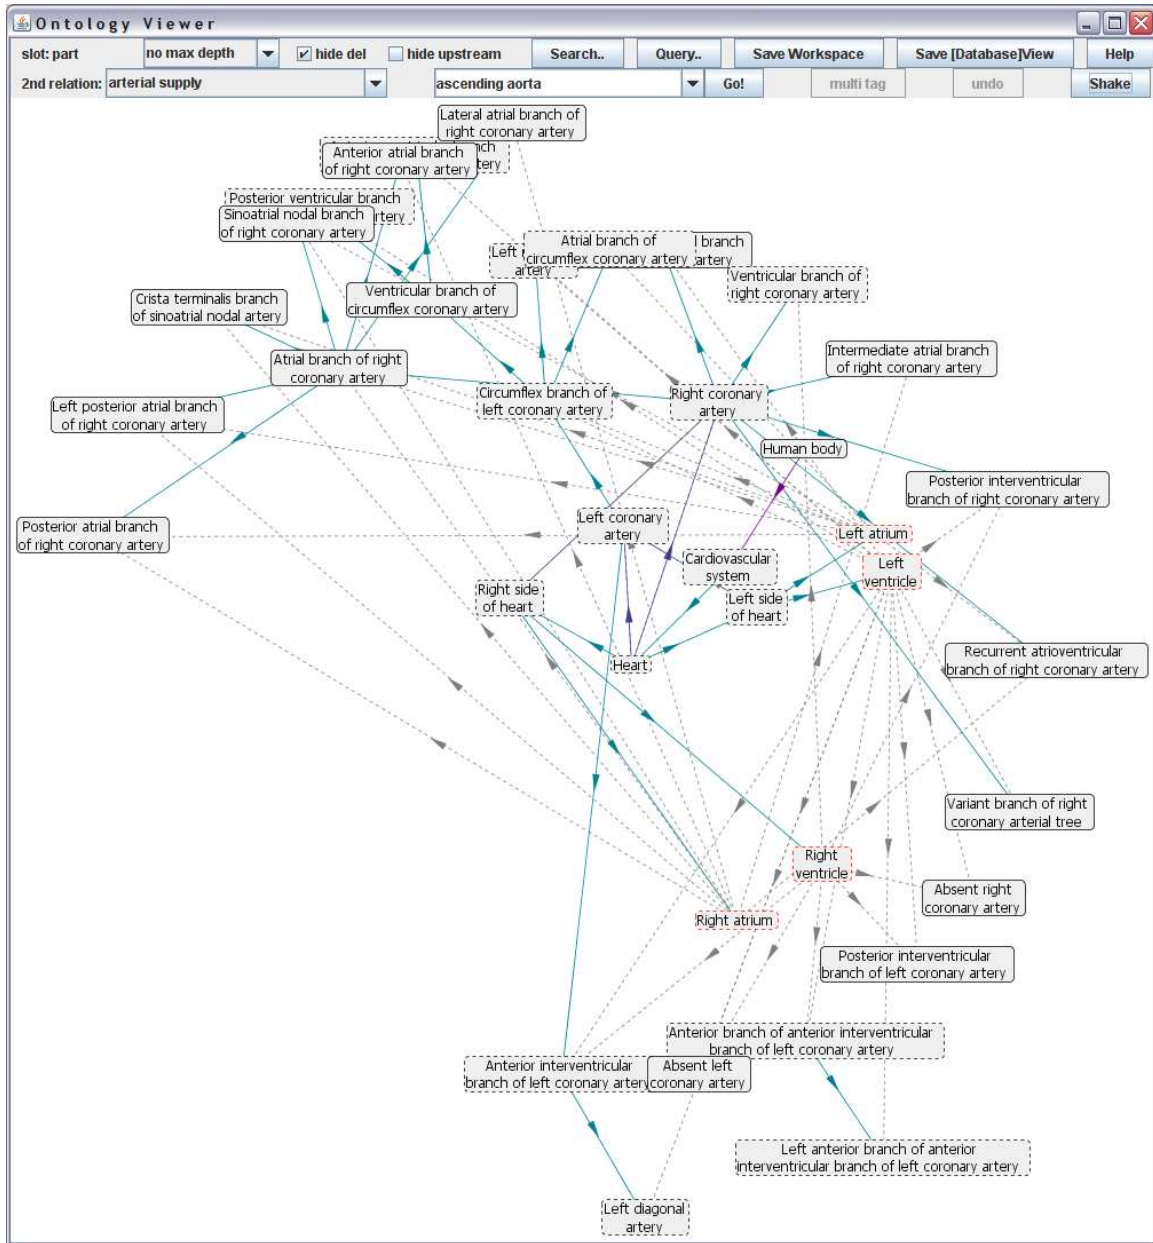 Ontology Viewer
slot: part no max depth hide del hide upstream Search.. Query.. Save Workspace Save [Database]View Help
2nd relation: arterial supply ascending aorta Go! multi tag undo Shake
Lateral atrial branch of
right coronary artery
Anterior atrial branch
of right coronary artery
Posterior ventricular branch
Sinoatrial nodal branch
of right coronary artery
Left
artery
Atrial branch of
circumflex coronary artery
branch
artery
Ventricular branch of
right coronary artery
Crista terminalis branch
of sinoatrial nodal artery
Ventricular branch of
circumflex coronary artery
Atrial branch of right
coronary artery
Intermediate atrial branch
of right coronary artery
Circumflex branch of
left coronary artery
Right coronary
artery
Left posterior atrial branch
of right coronary artery
Human body
Posterior interventricular
branch of right coronary artery
Posterior atrial branch
of right coronary artery
Left coronary
artery
Left atrium
Cardiovascular
system
Left
ventricle
Right side
of heart
Left side
of heart
Heart
Recurrent atrioventricular
branch of right coronary artery
Variant branch of right
coronary arterial tree
Right
ventricle
Absent right
coronary artery
Right atrium
Posterior interventricular
branch of left coronary artery
Anterior branch of anterior interventricular
branch of left coronary artery
Anterior interventricular
branch of left coronary artery
Absent left
coronary artery
Left anterior branch of anterior
interventricular branch of left coronary artery
Left diagonal
artery